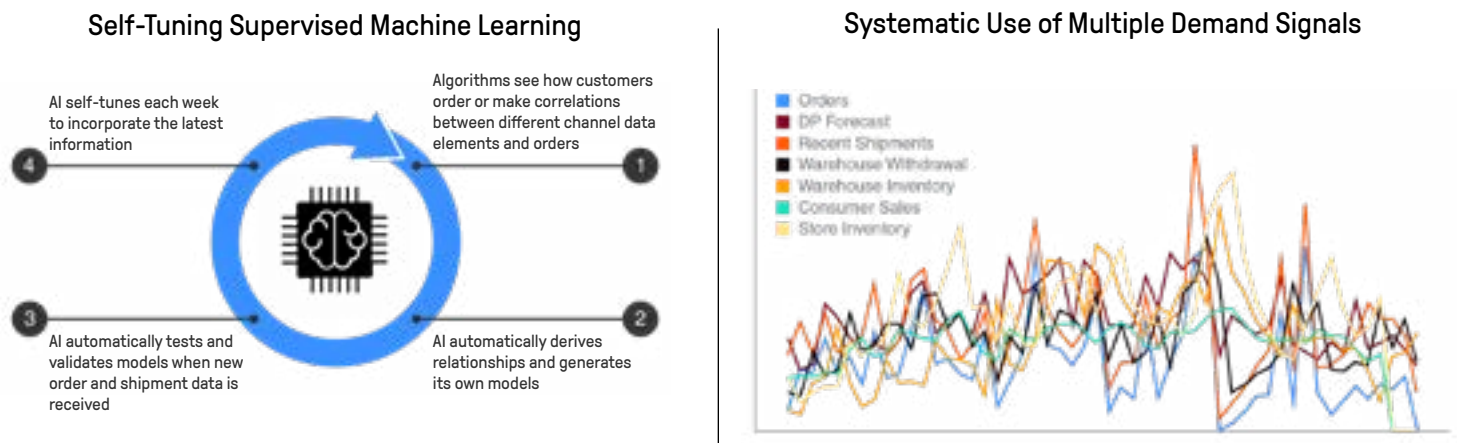 Self-Tuning Supervised Machine Learning
AI self-tunes each week
to incorporate the latest
information
4
Algorithms see how customers
order or make correlations
between different channel data
elements and orders
1
3
AI automatically tests and
validates models when new
order and shipment data is
received
2
AI automatically derives
relationships and generates
its own models
Systematic Use of Multiple Demand Signals
Orders
DP Forecast
Recent Shipments
Warehouse Withdrawal
Warehouse Inventory
Consumer Sales
Store Inventory